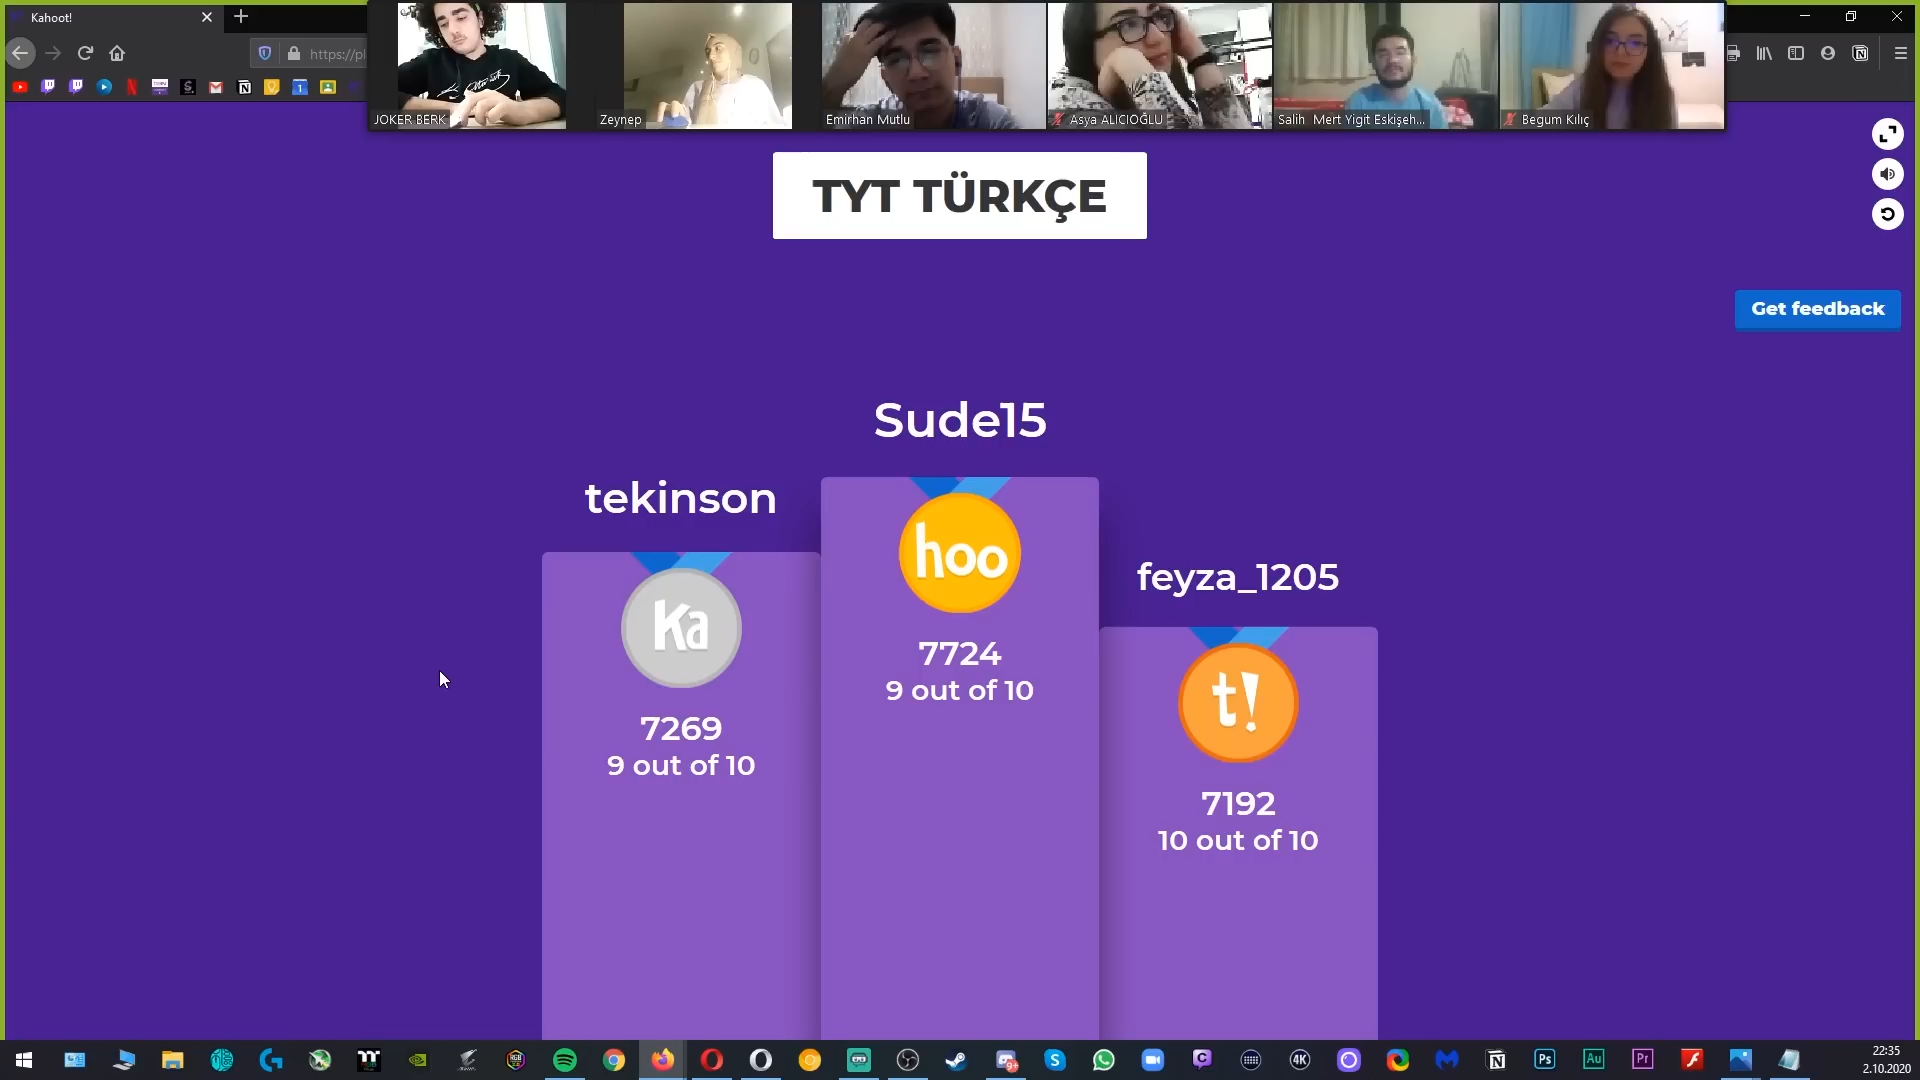 Kahoot!
https://pl
JOKER BERK
Zeynep
Emirhan Mutlu
Asya ALICIOĞLU
Salih Mert Yigit Eskişeh...
Begum Kılıç
TYT TÜRKÇE
Get feedback
Sude15
tekinson
feyza_1205
hoo
Ka
t!
7724
9 out of 10
7269
9 out of 10
7192
10 out of 10
22:35
2.10.2020